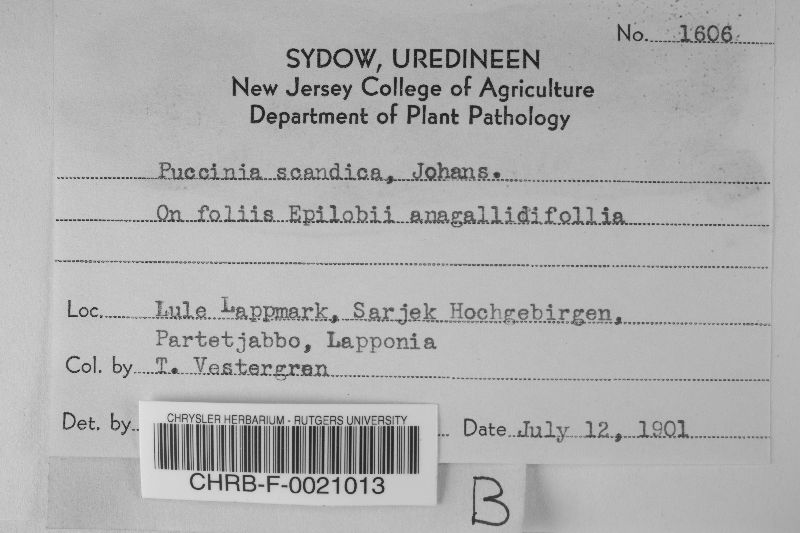 No. 1606
SYDOW, UREDINEEN
New Jersey College of Agriculture
Department of Plant Pathology
Puccinia scandica, Johans.
On foliis Epilobii anagallidifollia
Loc. Lule Lappmark, Sarjek Hochgebirgen,
Partetjabbo, Lapponia
Col. by T. Vestergren
Det. by
Date July 12, 1901
CHRYSLER HERBARIUM - RUTGERS UNIVERSITY
CHRB-F-0021013
B